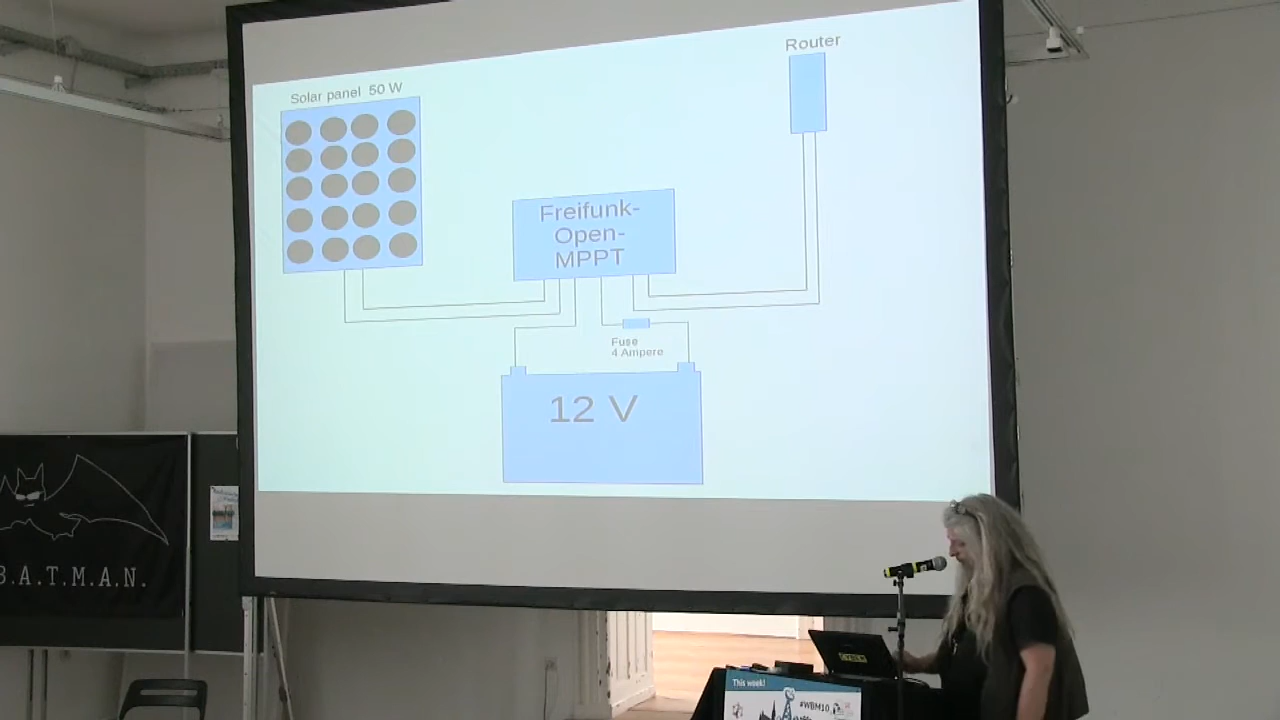 Solar panel 50 W
Router
Freifunk-
Open-
MPPT
Fuse
4 Ampere
12 V
B.A.T.M.A.N.
This week!
#WBM10